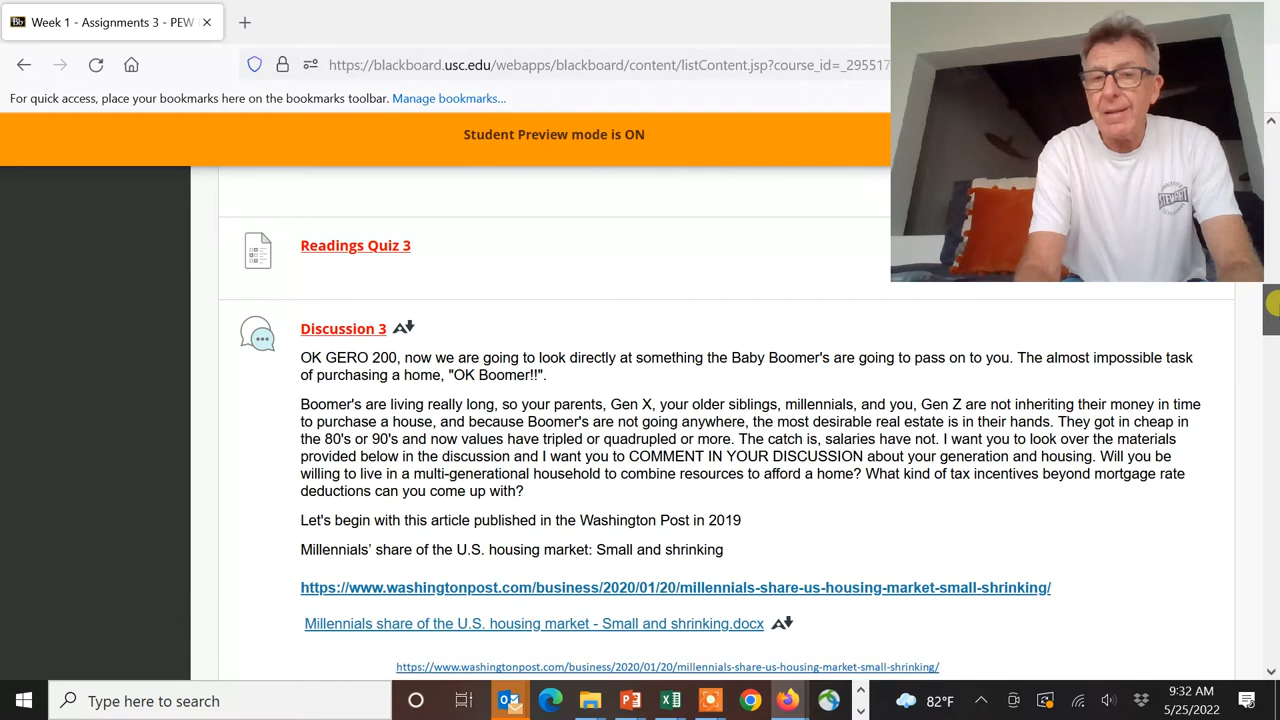 Week 1 - Assignments 3 - PEW
https://blackboard.usc.edu/webapps/blackboard/content/listContent.jsp?course_id=_295517
For quick access, place your bookmarks here on the bookmarks toolbar. Manage bookmarks...
Student Preview mode is ON
STEWART
Readings Quiz 3
Discussion 3
OK GERO 200, now we are going to look directly at something the Baby Boomer's are going to pass on to you. The almost impossible task
of purchasing a home, "OK Boomer!!".
Boomer's are living really long, so your parents, Gen X, your older siblings, millennials, and you, Gen Z are not inheriting their money in time
to purchase a house, and because Boomer's are not going anywhere, the most desirable real estate is in their hands. They got in cheap in
the 80's or 90's and now values have tripled or quadrupled or more. The catch is, salaries have not. I want you to look over the materials
provided below in the discussion and I want you to COMMENT IN YOUR DISCUSSION about your generation and housing. Will you be
willing to live in a multi-generational household to combine resources to afford a home? What kind of tax incentives beyond mortgage rate
deductions can you come up with?
Let's begin with this article published in the Washington Post in 2019
Millennials' share of the U.S. housing market: Small and shrinking
https://www.washingtonpost.com/business/2020/01/20/millennials-share-us-housing-market-small-shrinking/
Millennials share of the U.S. housing market - Small and shrinking.docx
https://www.washingtonpost.com/business/2020/01/20/millennials-share-us-housing-market-small-shrinking/
Type here to search
82°F
9:32 AM
5/25/2022